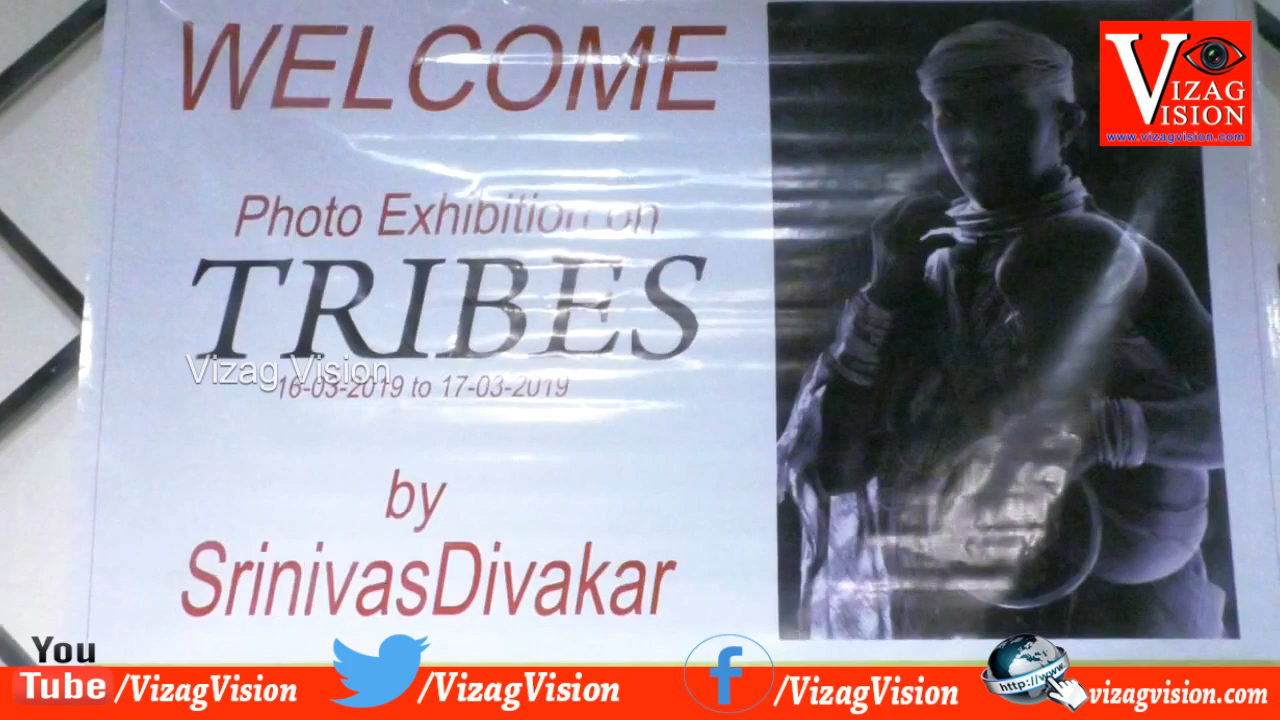 WELCOME
Photo Exhibition on
TRIBES
Vizag Vision
16-03-2019 to 17-03-2019
by
SrinivasDivakar
VIZAG
VISION
www.vizagvision.com
You
Tube /VizagVision
/VizagVision
f /VizagVision
http://www.
vizagvision.com